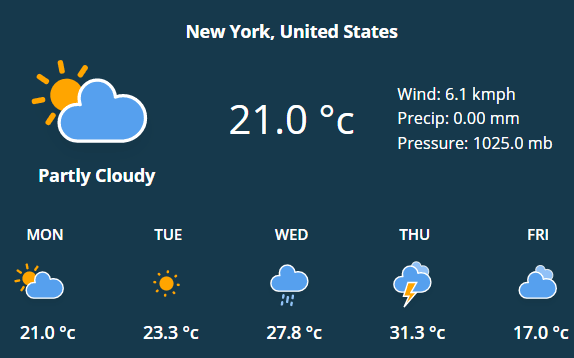 New York, United States
21.0 °c
Wind: 6.1 kmph
Precip: 0.00 mm
Pressure: 1025.0 mb
Partly Cloudy
MON TUE WED THU FRI
21.0 °c 23.3 °c 27.8 °c 31.3 °c 17.0 °c